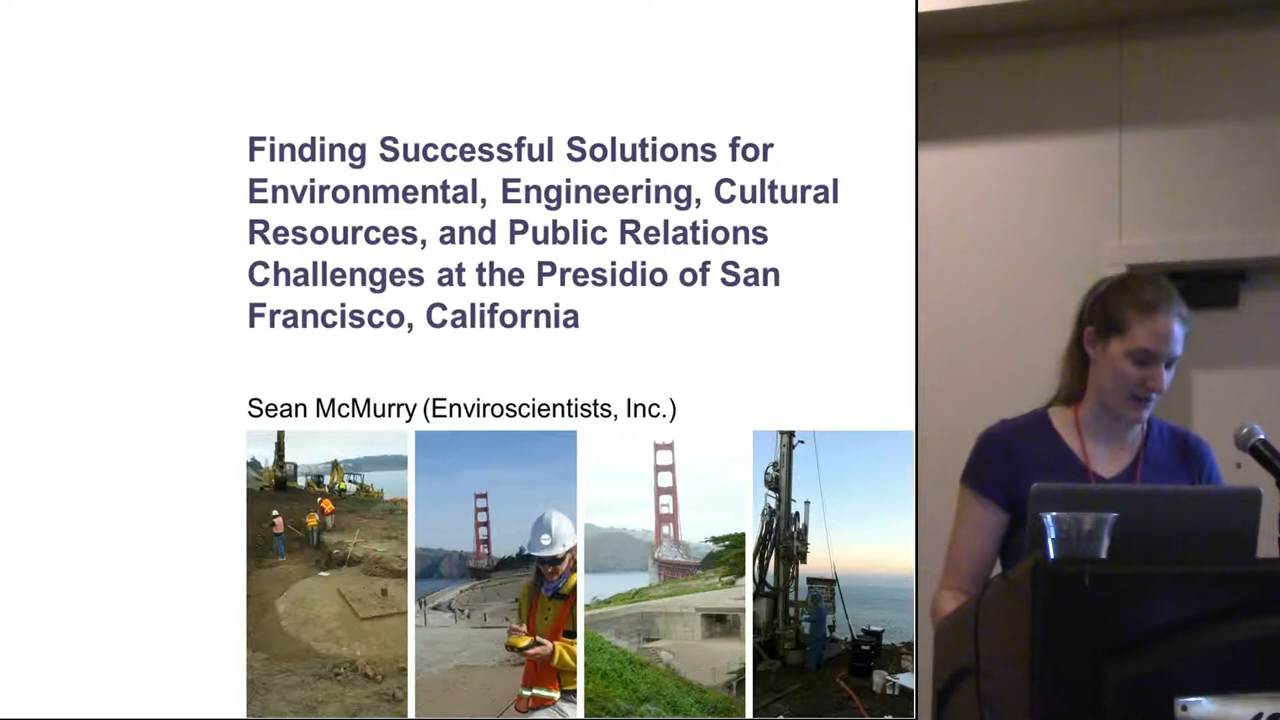 Finding Successful Solutions for
Environmental, Engineering, Cultural
Resources, and Public Relations
Challenges at the Presidio of San
Francisco, California
Sean McMurry (Enviroscientists, Inc.)